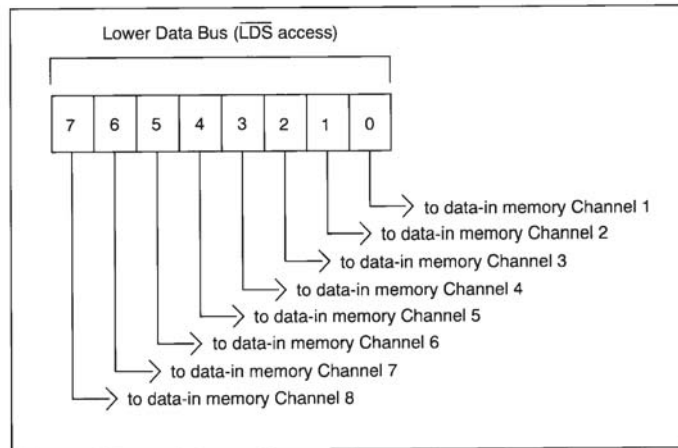 Lower Data Bus (LDS access)
7 6 5 4 3 2 1 0
to data-in memory Channel 1
to data-in memory Channel 2
to data-in memory Channel 3
to data-in memory Channel 4
to data-in memory Channel 5
to data-in memory Channel 6
to data-in memory Channel 7
to data-in memory Channel 8